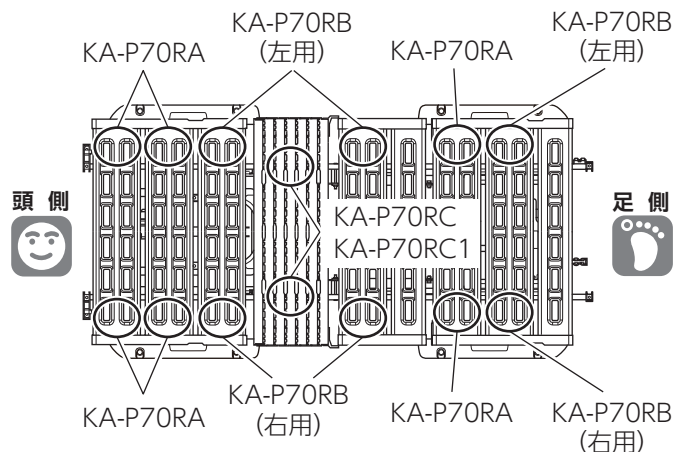 KA-P70RA
KA-P70RB
（左用）
KA-P70RA
KA-P70RB
（左用）
頭 側
足 側
KA-P70RC
KA-P70RC1
KA-P70RA
KA-P70RB
（右用）
KA-P70RA
KA-P70RB
（右用）